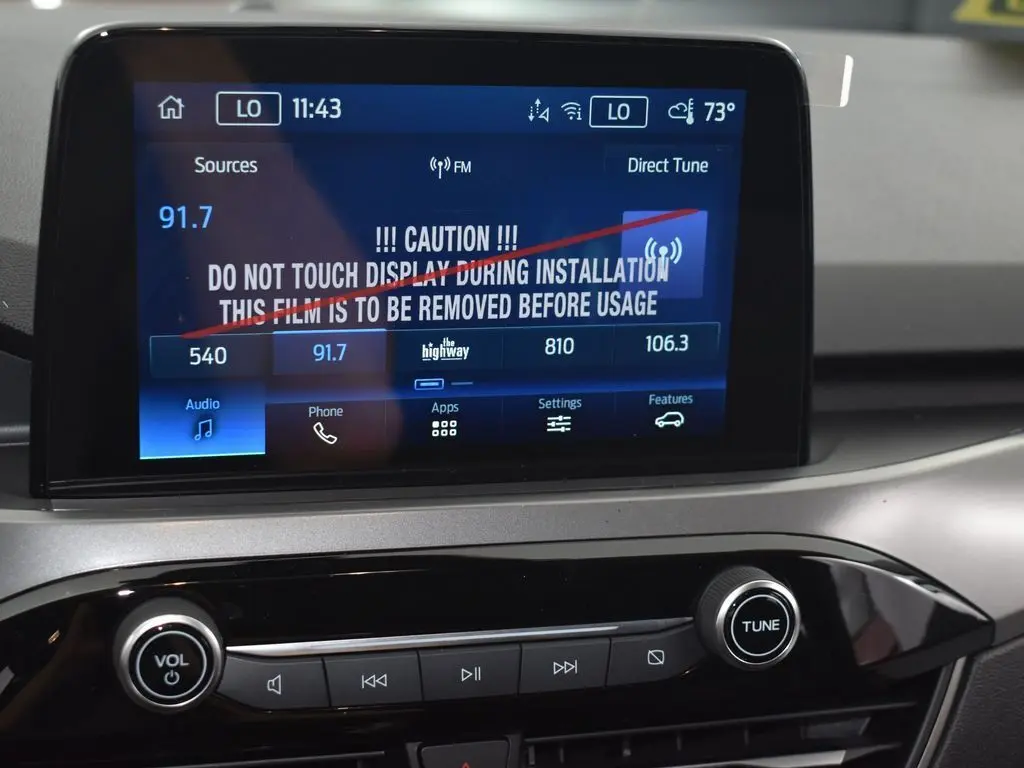 LO 11:43 LO 73°
Sources FM Direct Tune
91.7
!!! CAUTION !!!
DO NOT TOUCH DISPLAY DURING INSTALLATION
THIS FILM IS TO BE REMOVED BEFORE USAGE
540 91.7 the highway 810 106.3
Audio Phone Apps Settings Features
VOL TUNE